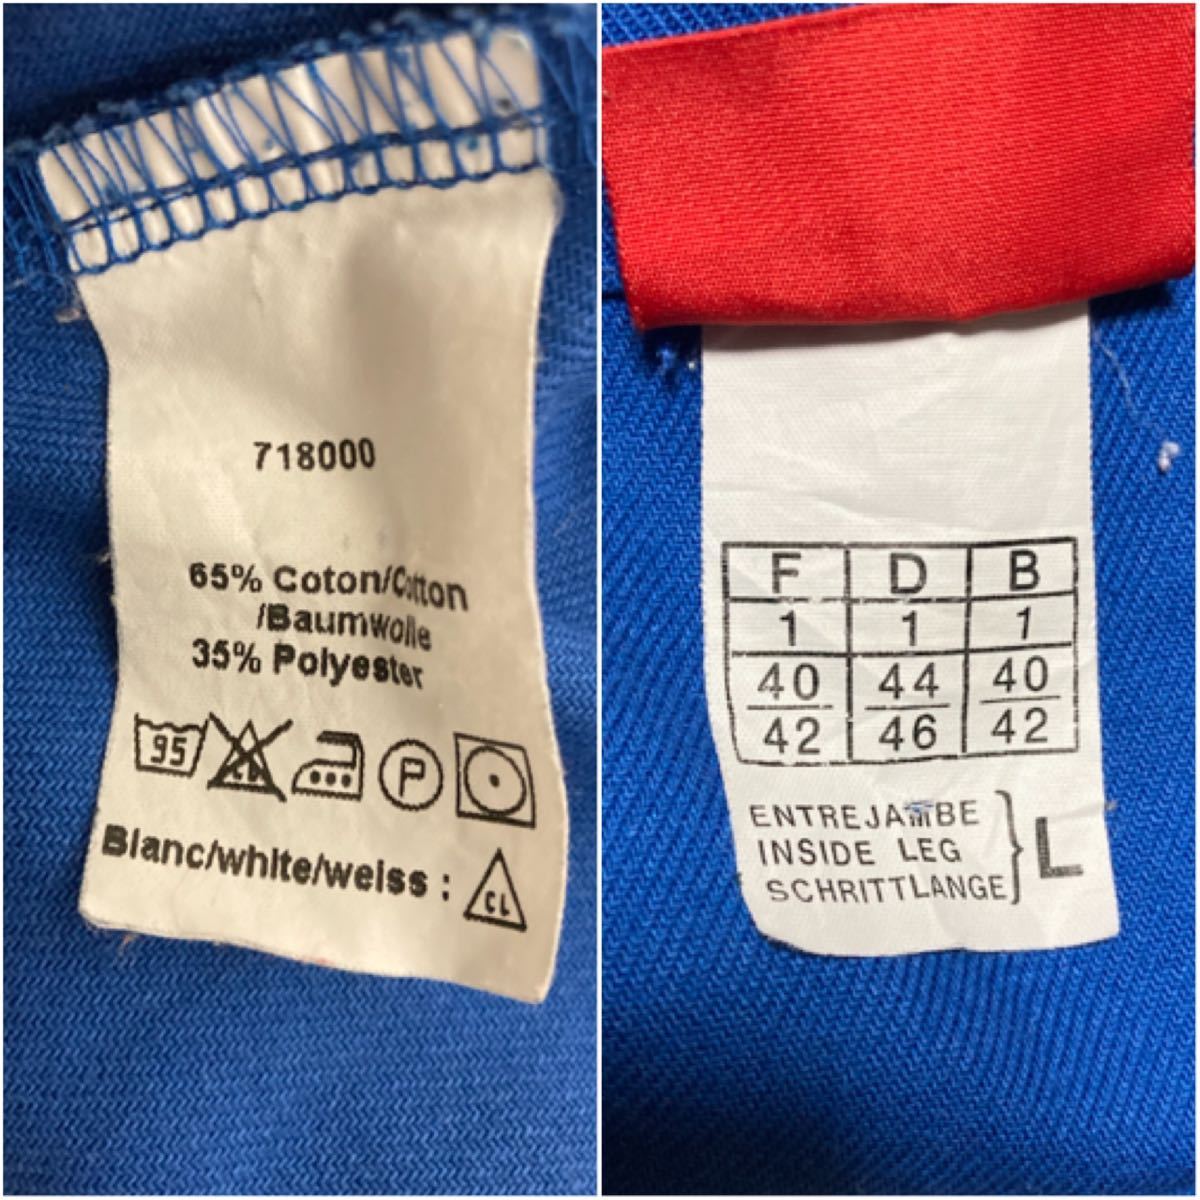 718000
65% Coton/Cotton
/Baumwolle
35% Polyester
95 CL P
Blanc/white/weiss : CL
F D B
1 1 1
40 44 40
42 46 42
ENTREJAMBE
INSIDE LEG
SCHRITTLANGE
L